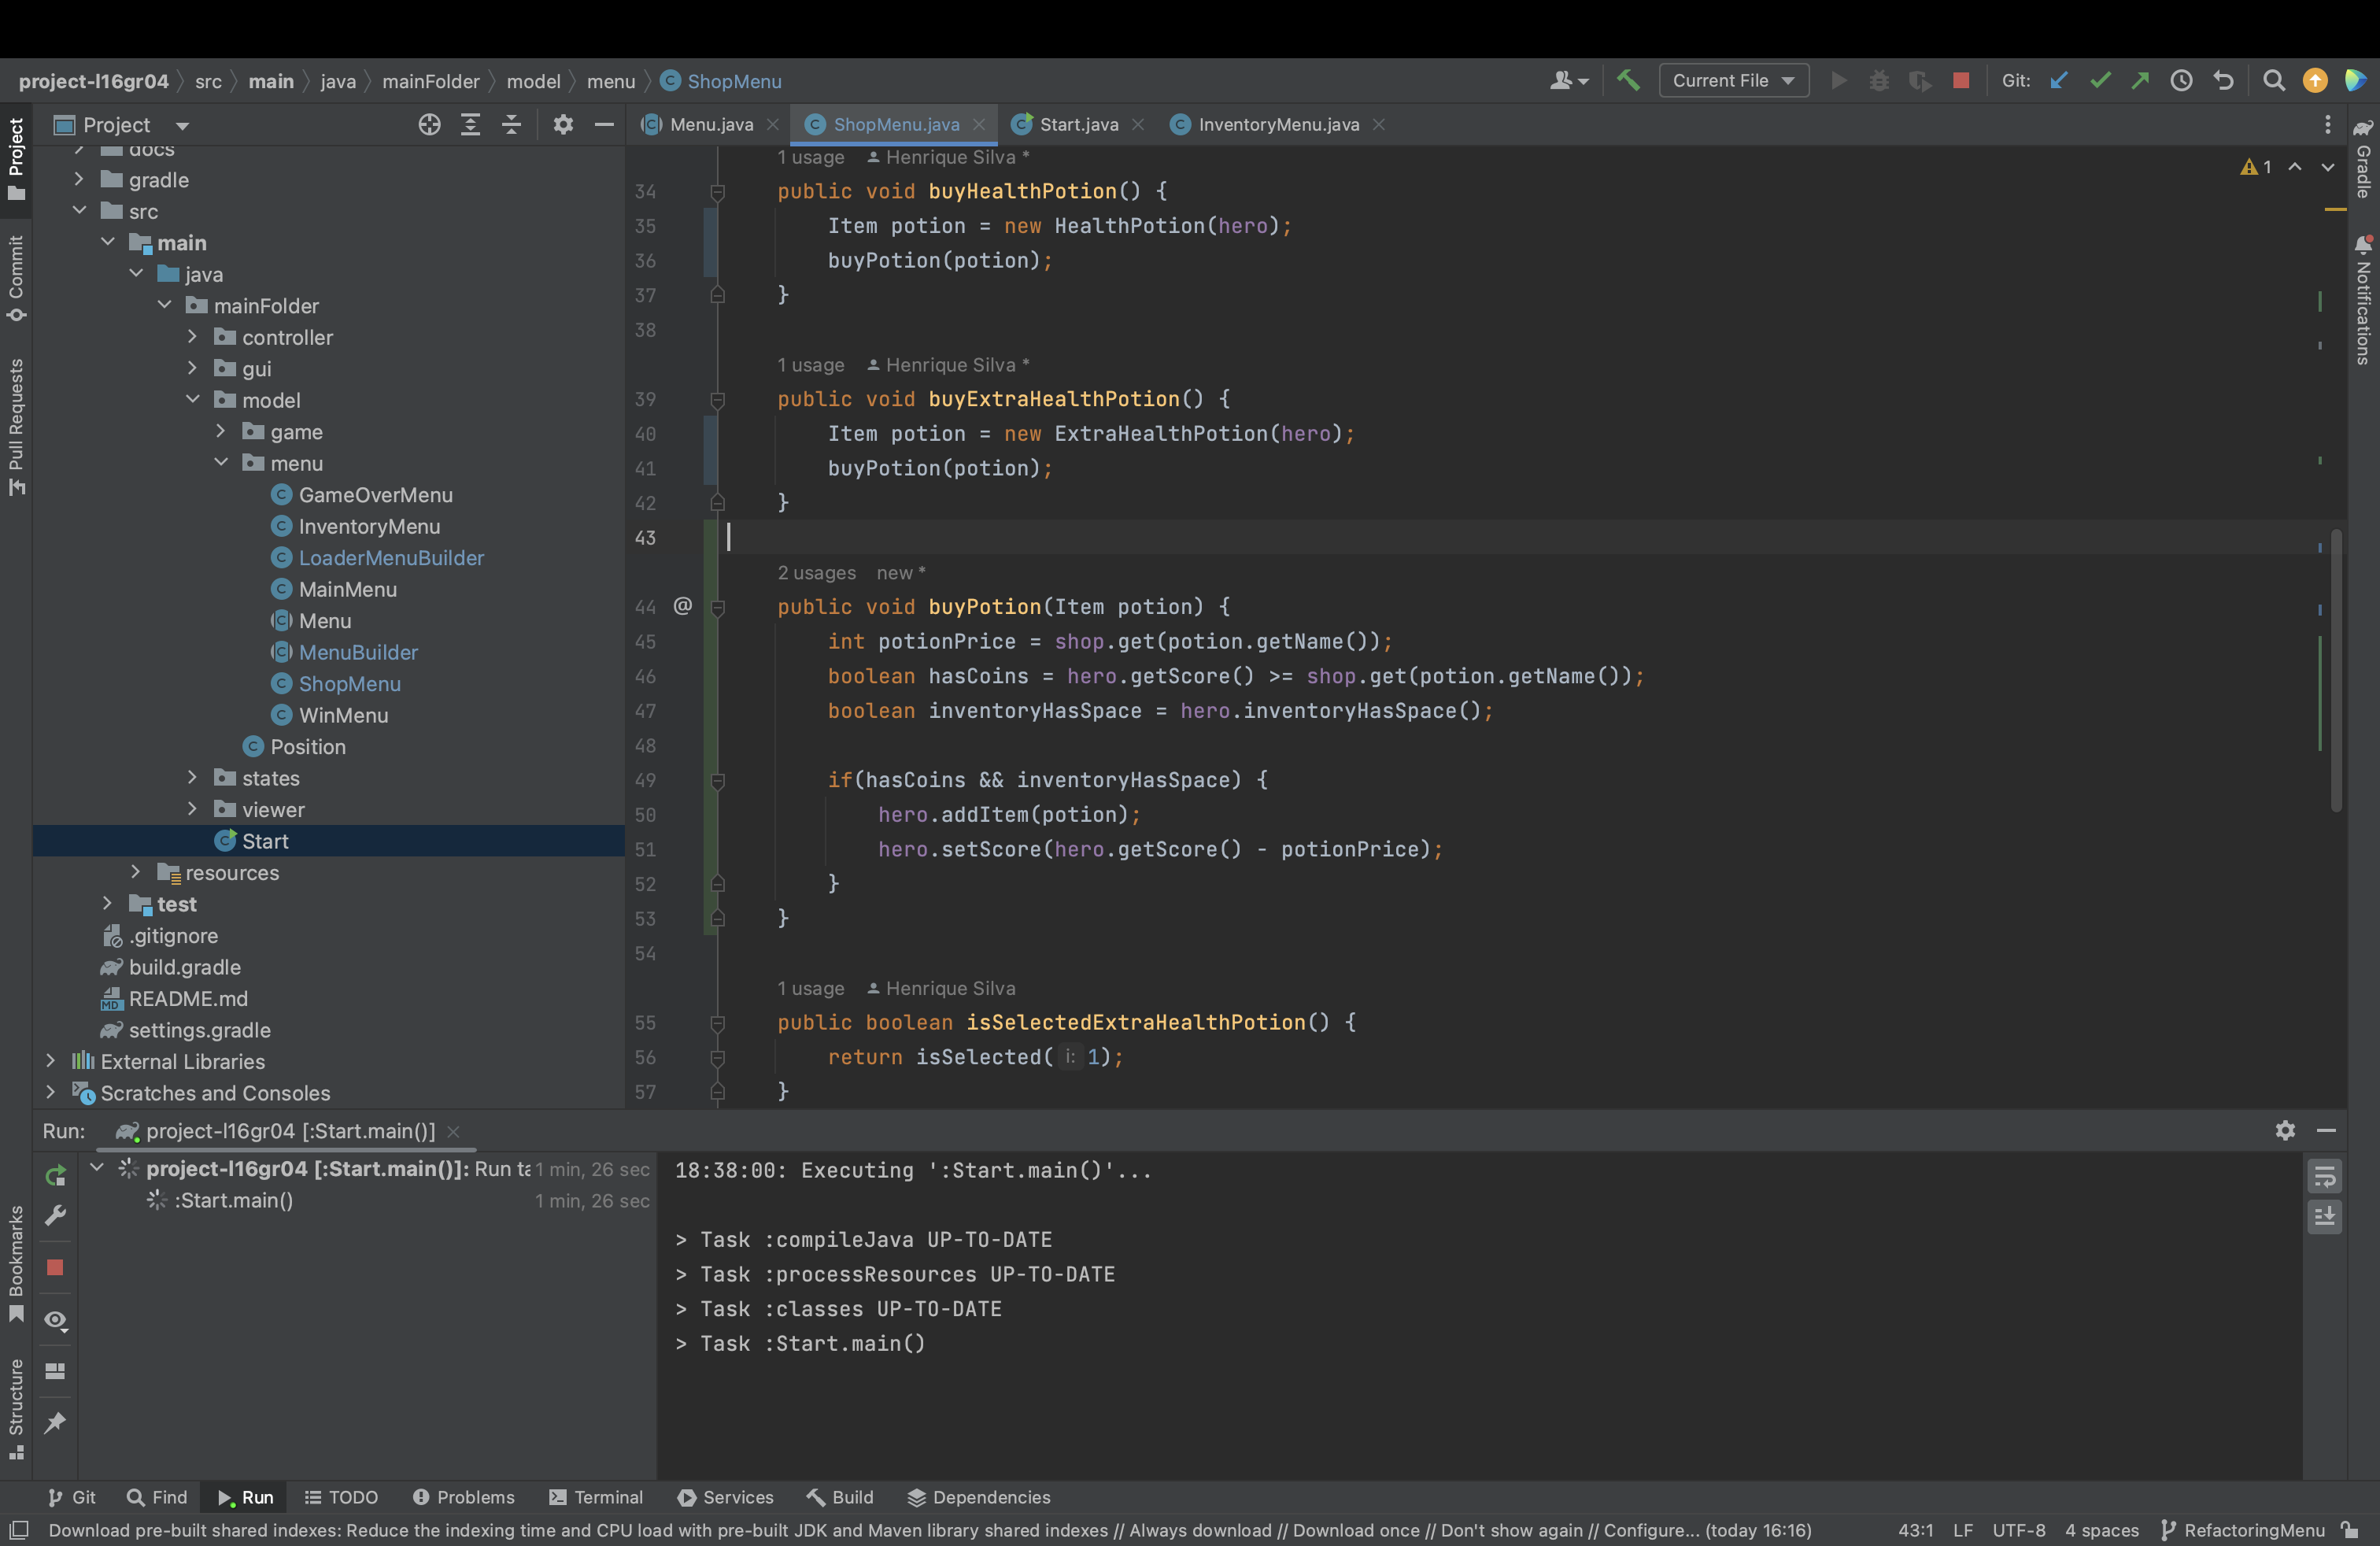 project-l16gr04 src main java mainFolder model menu ShopMenu Current File Git:
Project
Menu.java ShopMenu.java Start.java InventoryMenu.java
Project
Commit
Pull Requests
Bookmarks
Structure
docs
gradle
src
main
java
mainFolder
controller
gui
model
game
menu
GameOverMenu
InventoryMenu
LoaderMenuBuilder
MainMenu
Menu
MenuBuilder
ShopMenu
WinMenu
Position
states
viewer
Start
resources
test
.gitignore
build.gradle
README.md
settings.gradle
External Libraries
Scratches and Consoles
1 usage Henrique Silva *
34 public void buyHealthPotion() {
35 Item potion = new HealthPotion(hero);
36 buyPotion(potion);
37 }
38
1 usage Henrique Silva *
39 public void buyExtraHealthPotion() {
40 Item potion = new ExtraHealthPotion(hero);
41 buyPotion(potion);
42 }
43
2 usages new *
44 @ public void buyPotion(Item potion) {
45 int potionPrice = shop.get(potion.getName());
46 boolean hasCoins = hero.getScore() >= shop.get(potion.getName());
47 boolean inventoryHasSpace = hero.inventoryHasSpace();
48
49 if(hasCoins && inventoryHasSpace) {
50 hero.addItem(potion);
51 hero.setScore(hero.getScore() - potionPrice);
52 }
53 }
54
1 usage Henrique Silva
55 public boolean isSelectedExtraHealthPotion() {
56 return isSelected( i: 1);
57 }
1
Gradle
Notifications
Run: project-l16gr04 [:Start.main()]
project-l16gr04 [:Start.main()]: Run ta 1 min, 26 sec
:Start.main() 1 min, 26 sec
18:38:00: Executing ':Start.main()'...
> Task :compileJava UP-TO-DATE
> Task :processResources UP-TO-DATE
> Task :classes UP-TO-DATE
> Task :Start.main()
Git Find Run TODO Problems Terminal Services Build Dependencies
Download pre-built shared indexes: Reduce the indexing time and CPU load with pre-built JDK and Maven library shared indexes // Always download // Download once // Don't show again // Configure... (today 16:16) 43:1 LF UTF-8 4 spaces RefactoringMenu